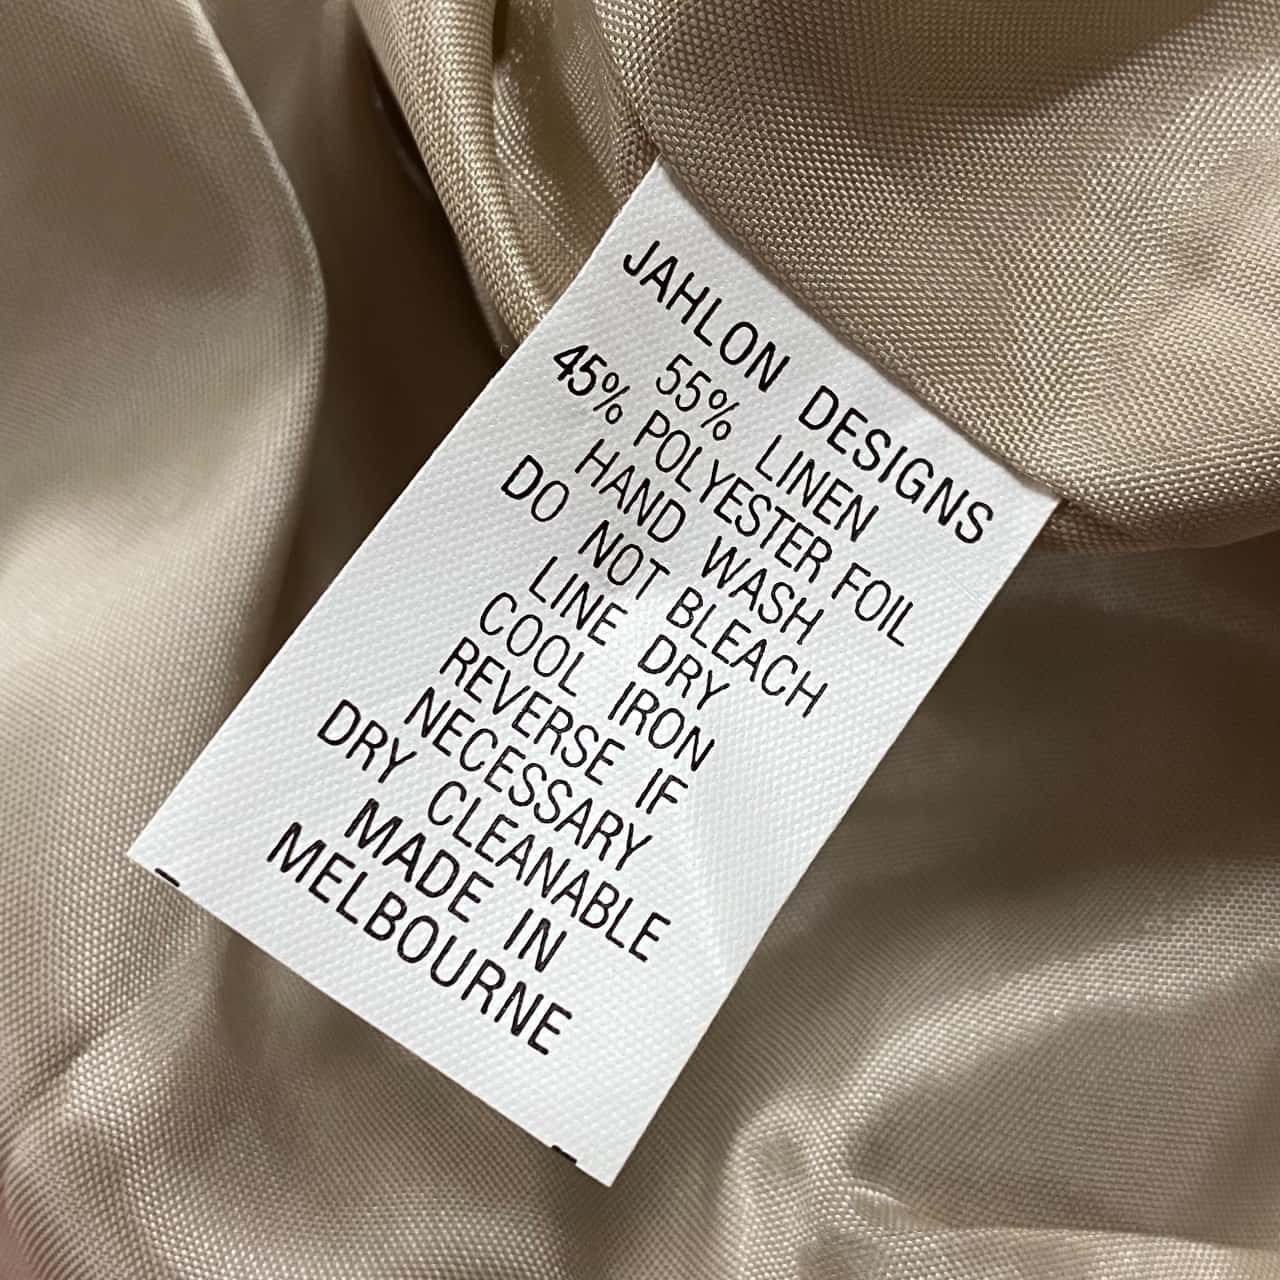 JAHLON DESIGNS
55% LINEN
45% POLYESTER FOIL
HAND WASH
DO NOT BLEACH
LINE DRY
COOL IRON
REVERSE IF
NECESSARY
DRY CLEANABLE
MADE IN
MELBOURNE